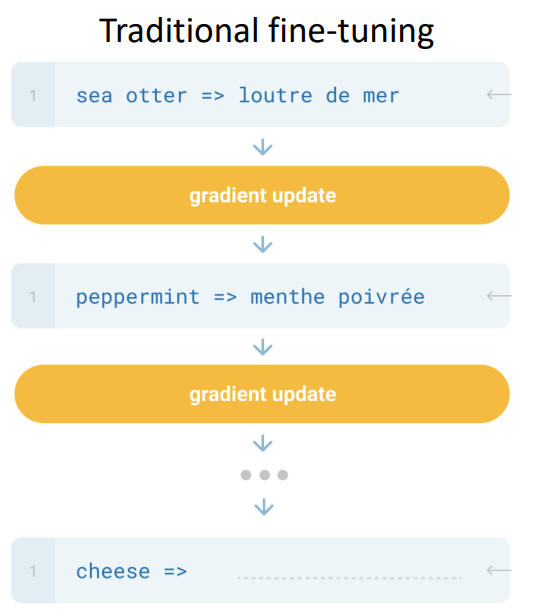 Traditional fine-tuning
1 sea otter => loutre de mer
gradient update
1 peppermint => menthe poivrée
gradient update
1 cheese =>